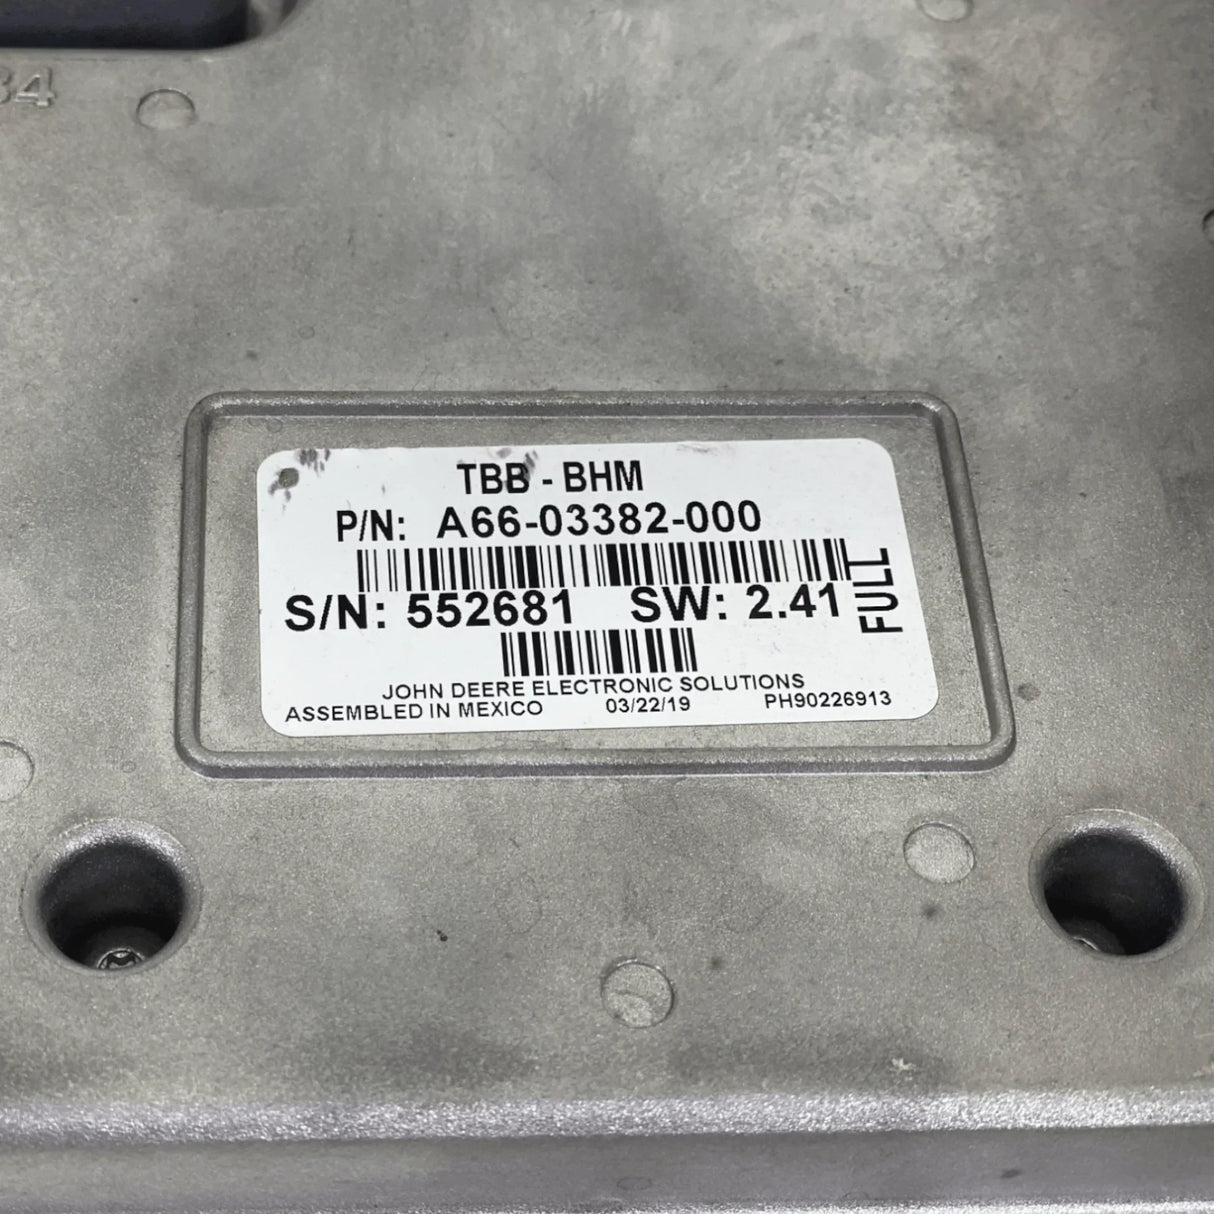 34
TBB - BHM
P/N: A66-03382-000
S/N: 552681 SW: 2.41
FULL
JOHN DEERE ELECTRONIC SOLUTIONS
ASSEMBLED IN MEXICO 03/22/19 PH90226913